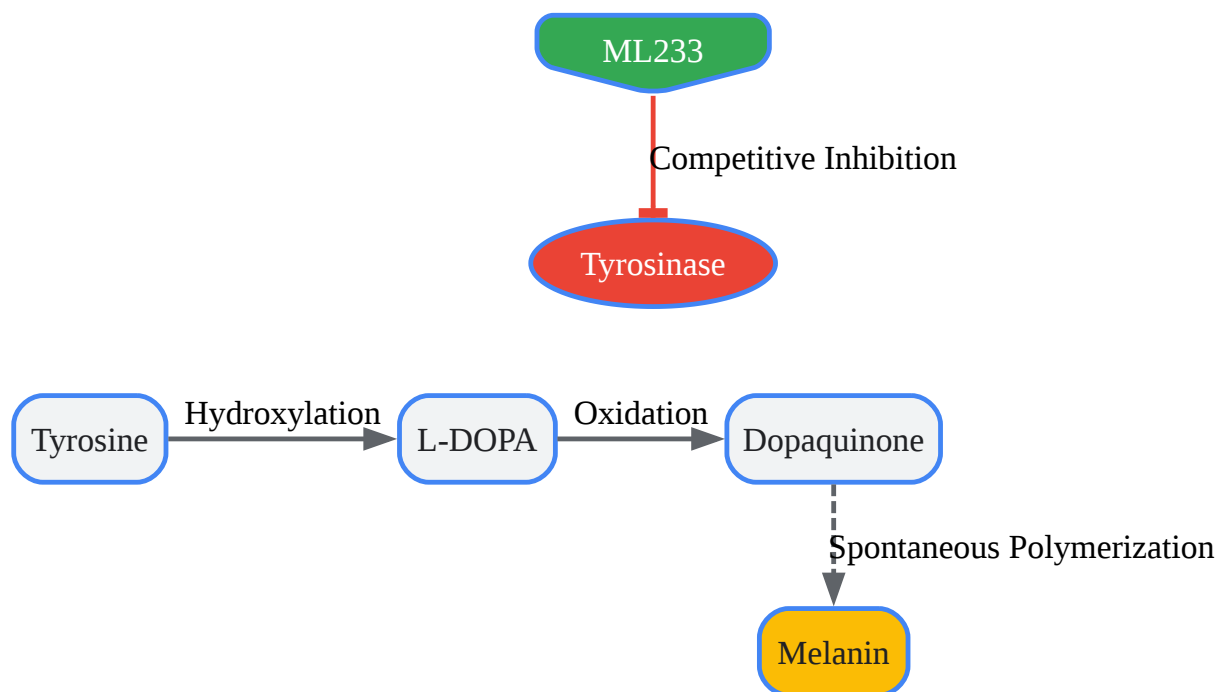 ML233
Competitive Inhibition
Tyrosinase
Hydroxylation
Oxidation
Tyrosine
L-DOPA
Dopaquinone
Spontaneous Polymerization
Melanin